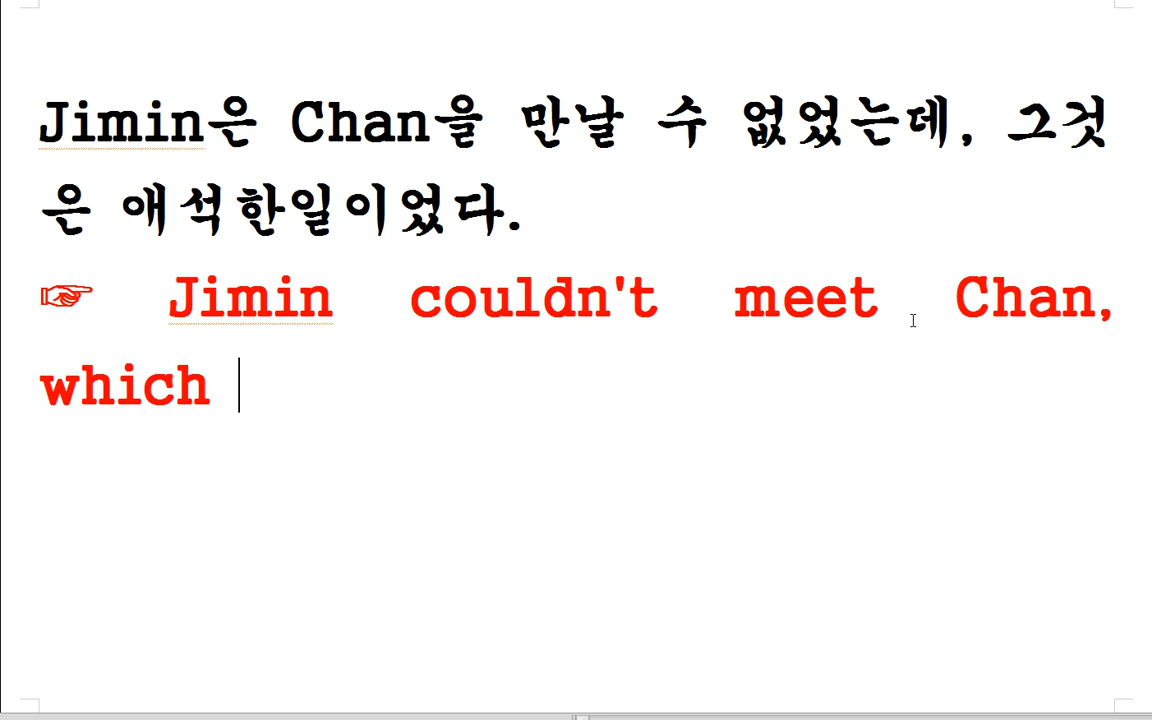 Jimin은 Chan을 만날 수 없었는데, 그것
은 애석한일이었다.
☞ Jimin couldn't meet Chan,
which